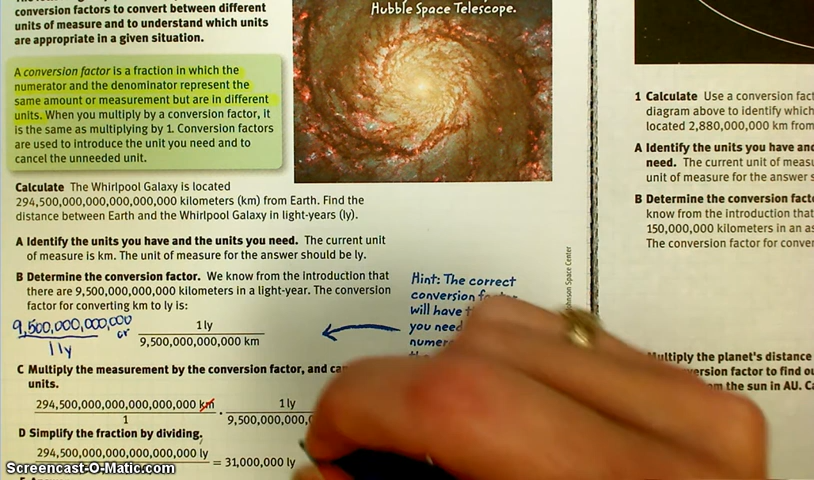 conversion factors to convert between different
units of measure and to understand which units
are appropriate in a given situation.
Hubble Space Telescope.
A conversion factor is a fraction in which the
numerator and the denominator represent the
same amount or measurement but are in different
units. When you multiply by a conversion factor, it
is the same as multiplying by 1. Conversion factors
are used to introduce the unit you need and to
cancel the unneeded unit.
Calculate The Whirlpool Galaxy is located
294,500,000,000,000,000,000 kilometers (km) from Earth. Find the
distance between Earth and the Whirlpool Galaxy in light-years (ly).
A Identify the units you have and the units you need. The current unit
of measure is km. The unit of measure for the answer should be ly.
B Determine the conversion factor. We know from the introduction that
there are 9,500,000,000,000 kilometers in a light-year. The conversion
factor for converting km to ly is:
9,500,000,000,000
1 ly
or
1 ly
9,500,000,000,000 km
Hint: The correct
conversion
will have
you need
C Multiply the measurement by the conversion factor, and
units.
294,500,000,000,000,000,000 km
1
·
1 ly
9,500,000,000
D Simplify the fraction by dividing.
294,500,000,000,000,000,000 ly
= 31,000,000 ly
Space Center
1 Calculate Use a conversion
diagram above to identify which
located 2,880,000,000 km from
A Identify the units you have and
need. The current unit of
unit of measure for the answer
B Determine the conversion
know from the introduction that
150,000,000 kilometers in an
The conversion factor for
Multiply the planet's distance
factor to find
the sun in AU.
Screencast-O-Matic.com